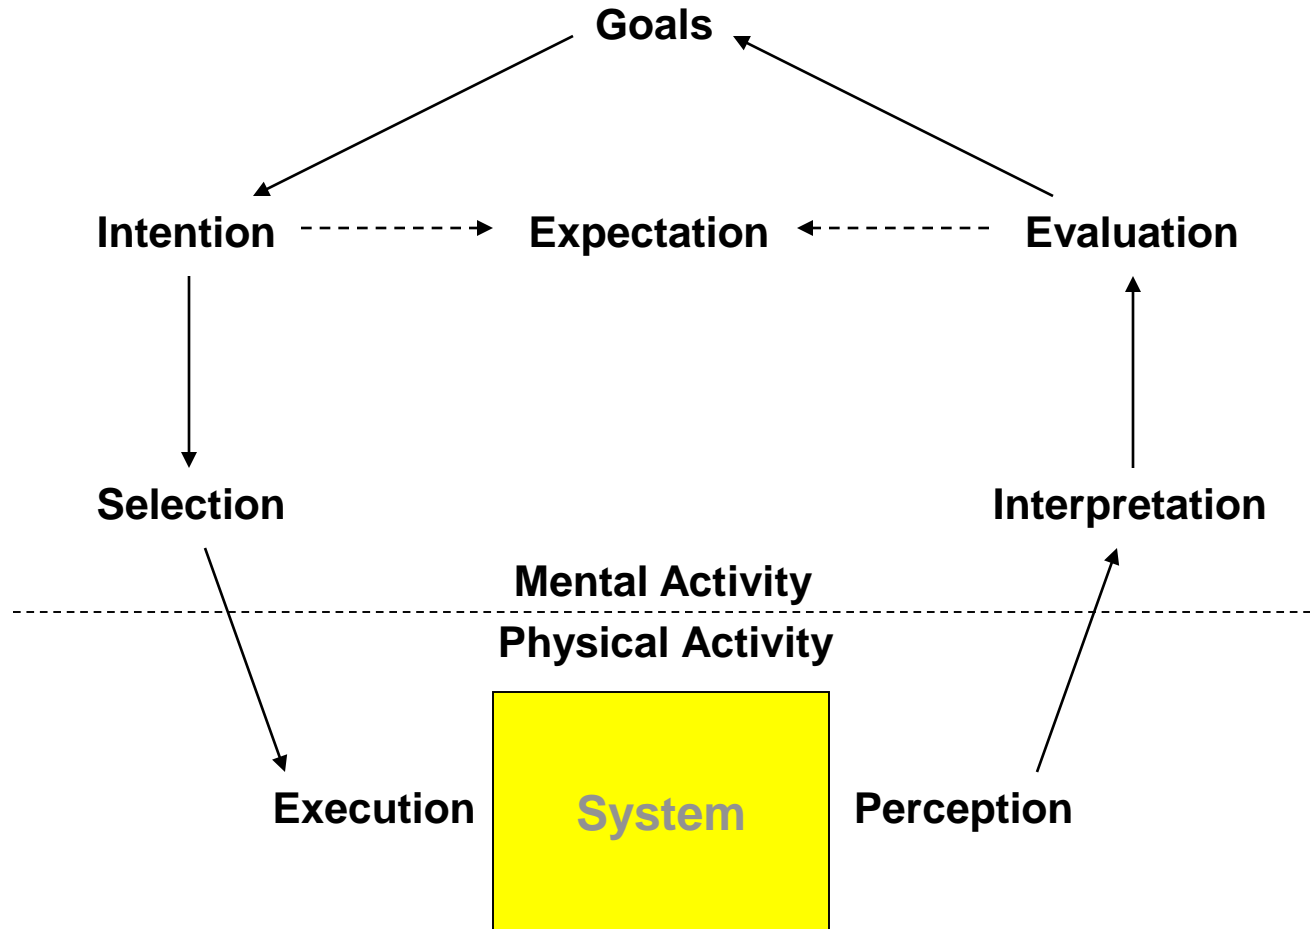 Goals
Intention Expectation Evaluation
Selection Interpretation
Mental Activity
Physical Activity
Execution System Perception